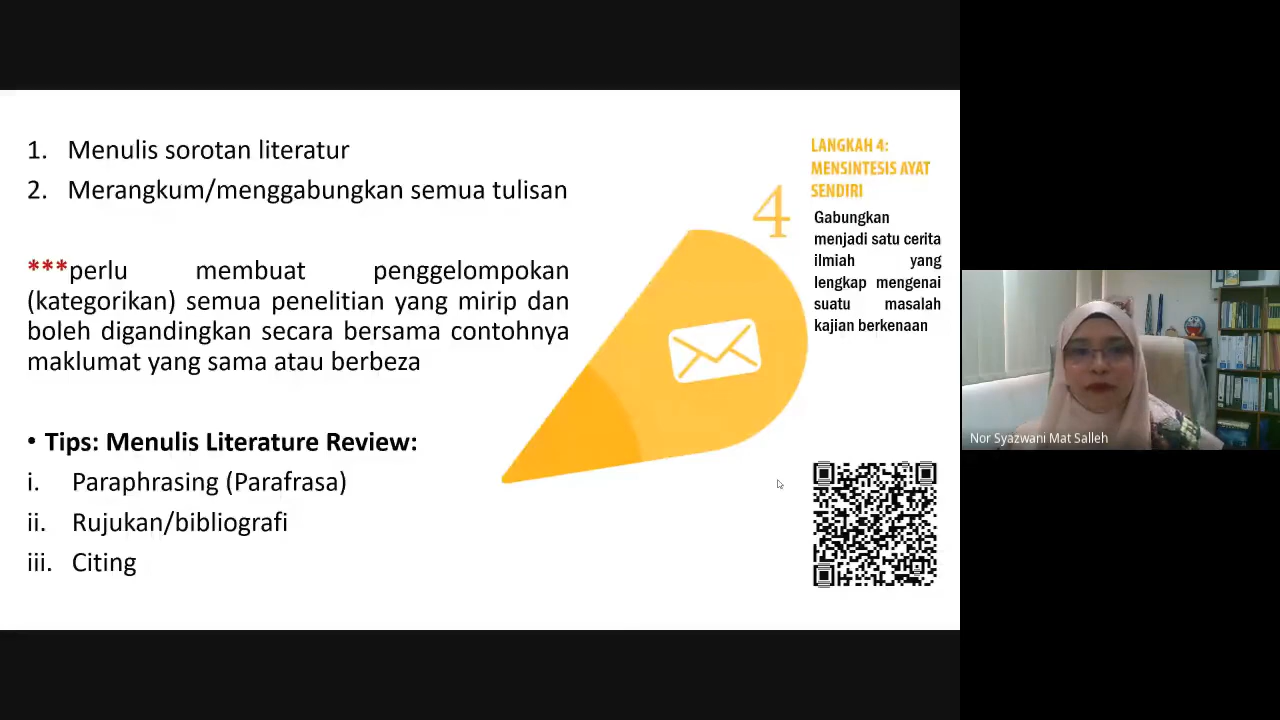 1. Menulis sorotan literatur
2. Merangkum/menggabungkan semua tulisan
***perlu membuat penggelompokan
(kategorikan) semua penelitian yang mirip dan
boleh digandingkan secara bersama contohnya
maklumat yang sama atau berbeza
• Tips: Menulis Literature Review:
i. Paraphrasing (Parafrasa)
ii. Rujukan/bibliografi
iii. Citing
4
LANGKAH 4:
MENSINTESIS AYAT
SENDIRI
Gabungkan
menjadi satu cerita
ilmiah yang
lengkap mengenai
suatu masalah
kajian berkenaan
Nor Syazwani Mat Salleh